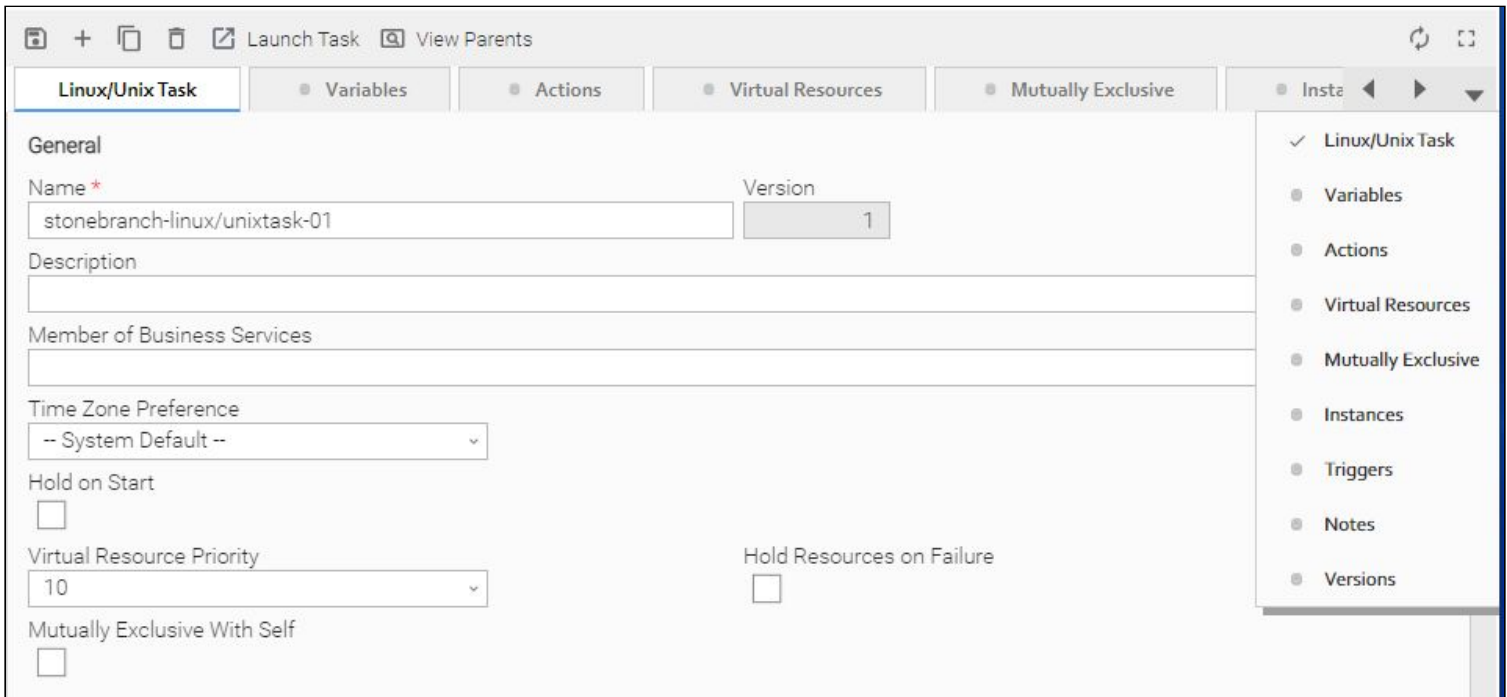 Launch Task View Parents
Linux/Unix Task Variables Actions Virtual Resources Mutually Exclusive Insta
General
Name *
Version
stonebranch-linux/unixtask-01
1
Description
Member of Business Services
Time Zone Preference
-- System Default --
Hold on Start
Virtual Resource Priority
Hold Resources on Failure
10
Mutually Exclusive With Self
Linux/Unix Task
Variables
Actions
Virtual Resources
Mutually Exclusive
Instances
Triggers
Notes
Versions